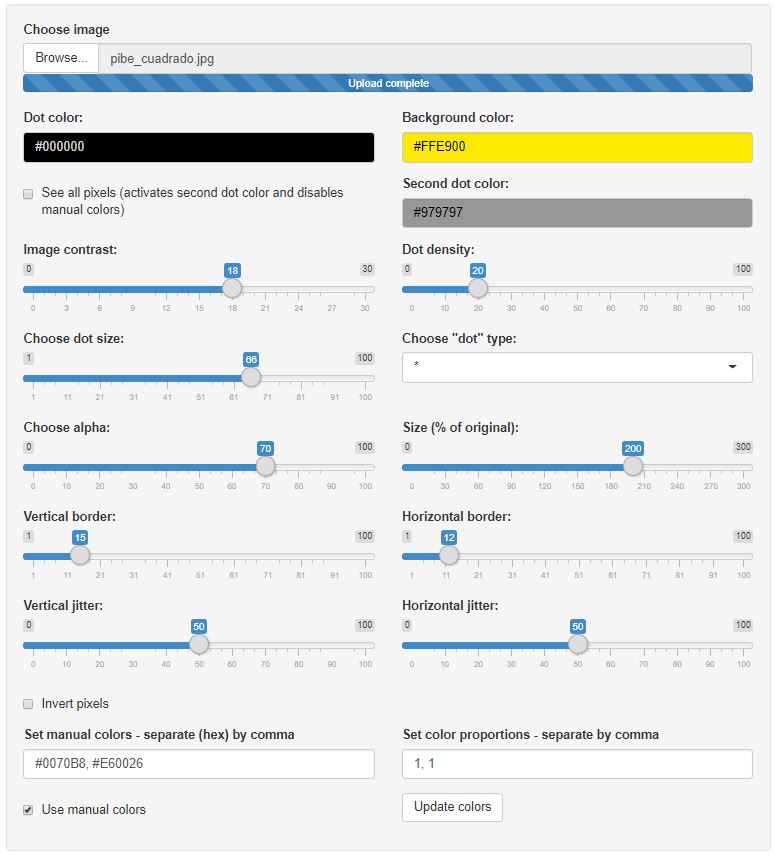 Choose image
Browse... pibe_cuadrado.jpg
Upload complete
Dot color: Background color:
#000000 #FFE900
See all pixels (activates second dot color and disables manual colors) Second dot color:
#979797
Image contrast: Dot density:
0 18 30 0 20 100
0 3 6 9 12 15 18 21 24 27 30 0 10 20 30 40 50 60 70 80 90 100
Choose dot size: Choose "dot" type:
1 66 100 *
1 11 21 31 41 51 61 71 81 91 100
Choose alpha: Size (% of original):
0 70 100 0 200 300
0 10 20 30 40 50 60 70 80 90 100 0 30 60 90 120 150 180 210 240 270 300
Vertical border: Horizontal border:
1 15 100 1 12 100
1 11 21 31 41 51 61 71 81 91 100 1 11 21 31 41 51 61 71 81 91 100
Vertical jitter: Horizontal jitter:
0 50 100 0 50 100
0 10 20 30 40 50 60 70 80 90 100 0 10 20 30 40 50 60 70 80 90 100
Invert pixels
Set manual colors - separate (hex) by comma Set color proportions - separate by comma
#0070B8, #E60026 1, 1
Use manual colors Update colors